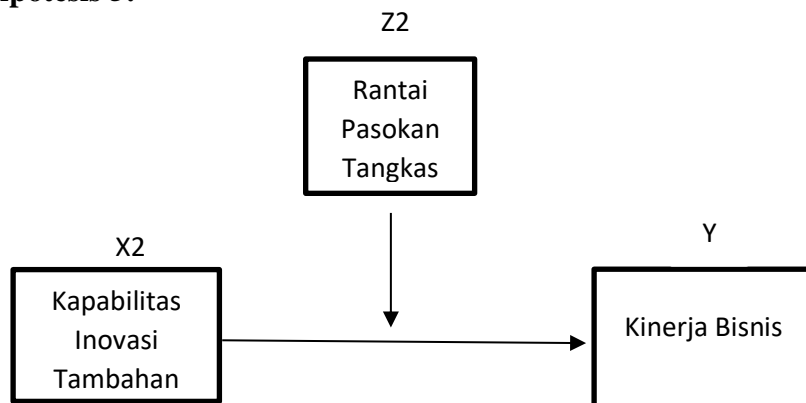 Z2
Rantai
Pasokan
Tangkas
X2
Y
Kapabilitas
Inovasi
Tambahan
Kinerja Bisnis